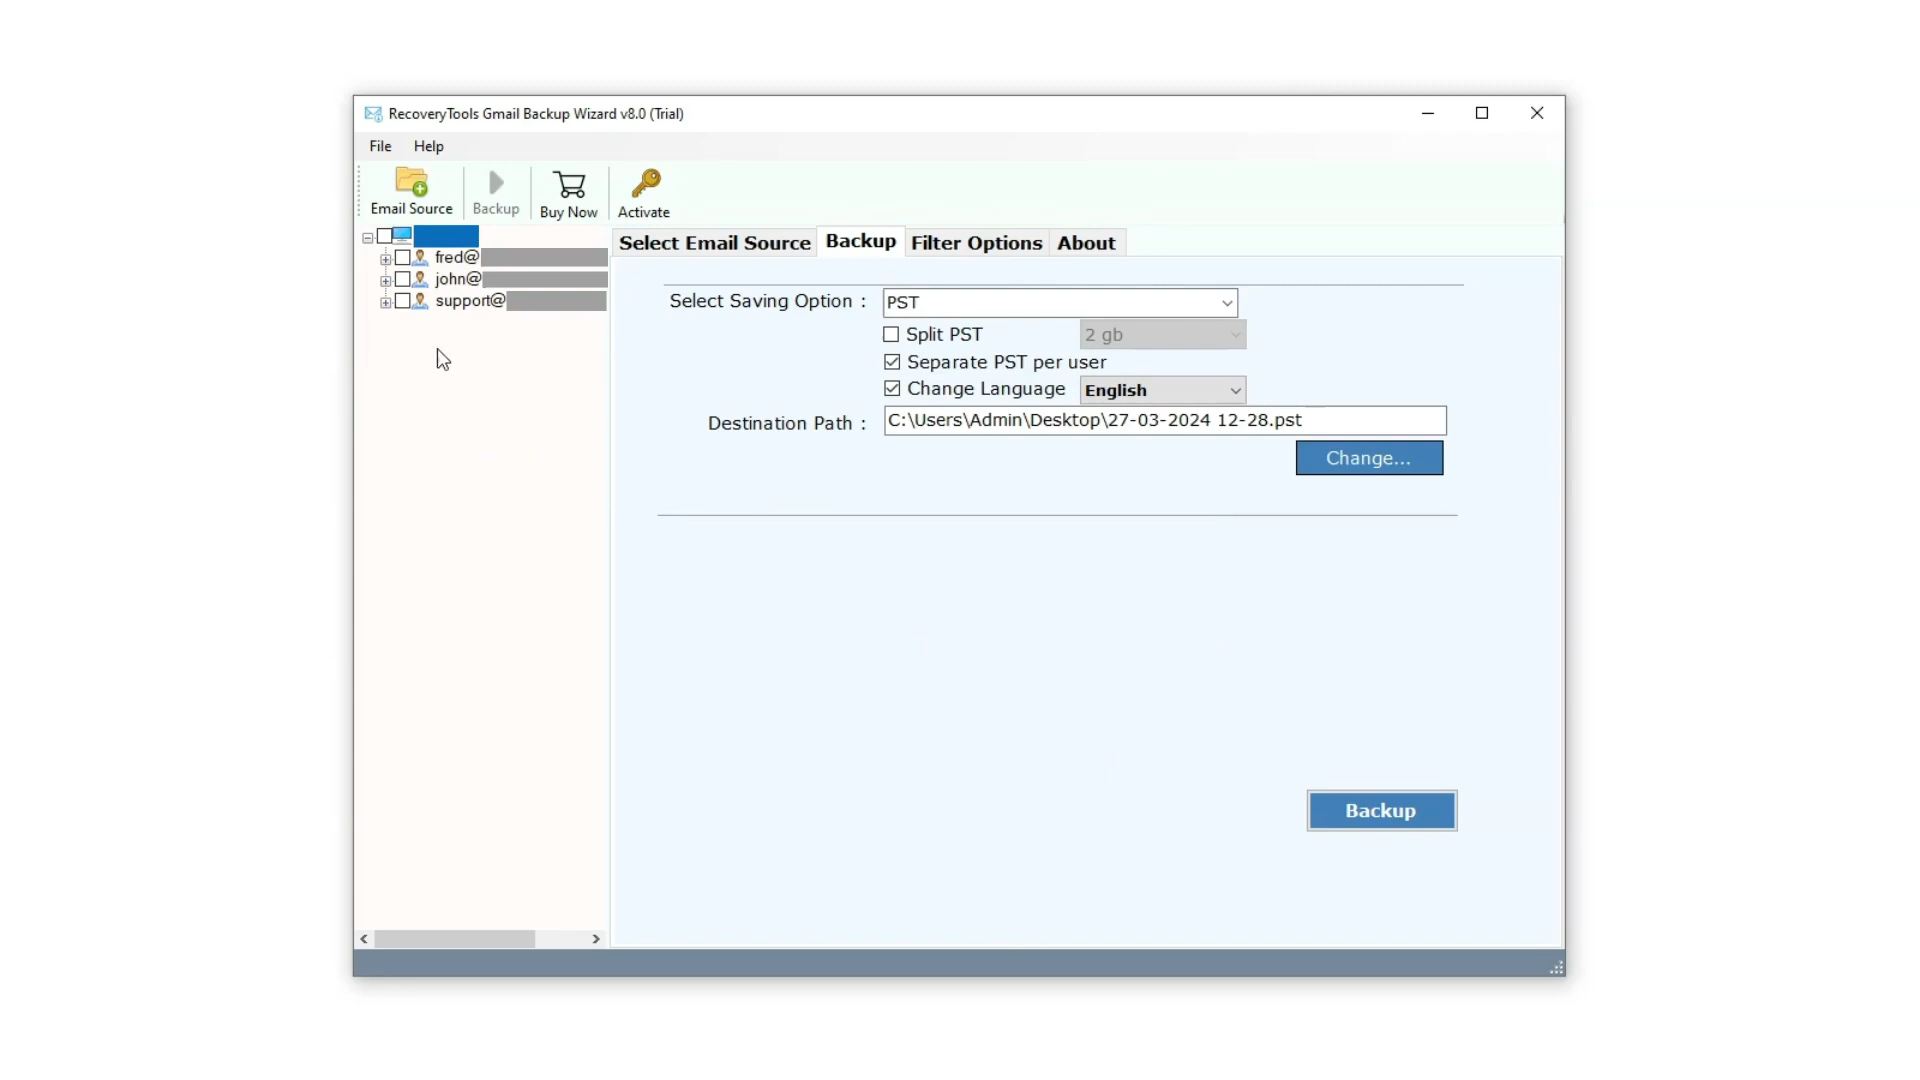 RecoveryTools Gmail Backup Wizard v8.0 (Trial)
File Help
Email Source Backup Buy Now Activate
fred@
john@
support@
Select Email Source Backup Filter Options About
Select Saving Option : PST
Split PST 2 gb
Separate PST per user
Change Language English
Destination Path : C:\Users\Admin\Desktop\27-03-2024 12-28.pst
Change...
Backup